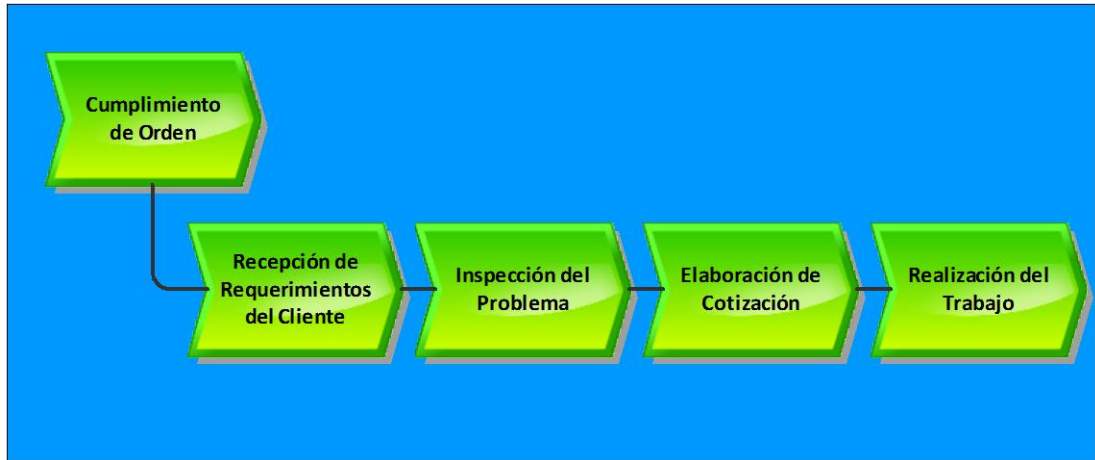 Cumplimiento
de Orden
Recepción de
Requerimientos
del Cliente
Inspección del
Problema
Elaboración de
Cotización
Realización del
Trabajo